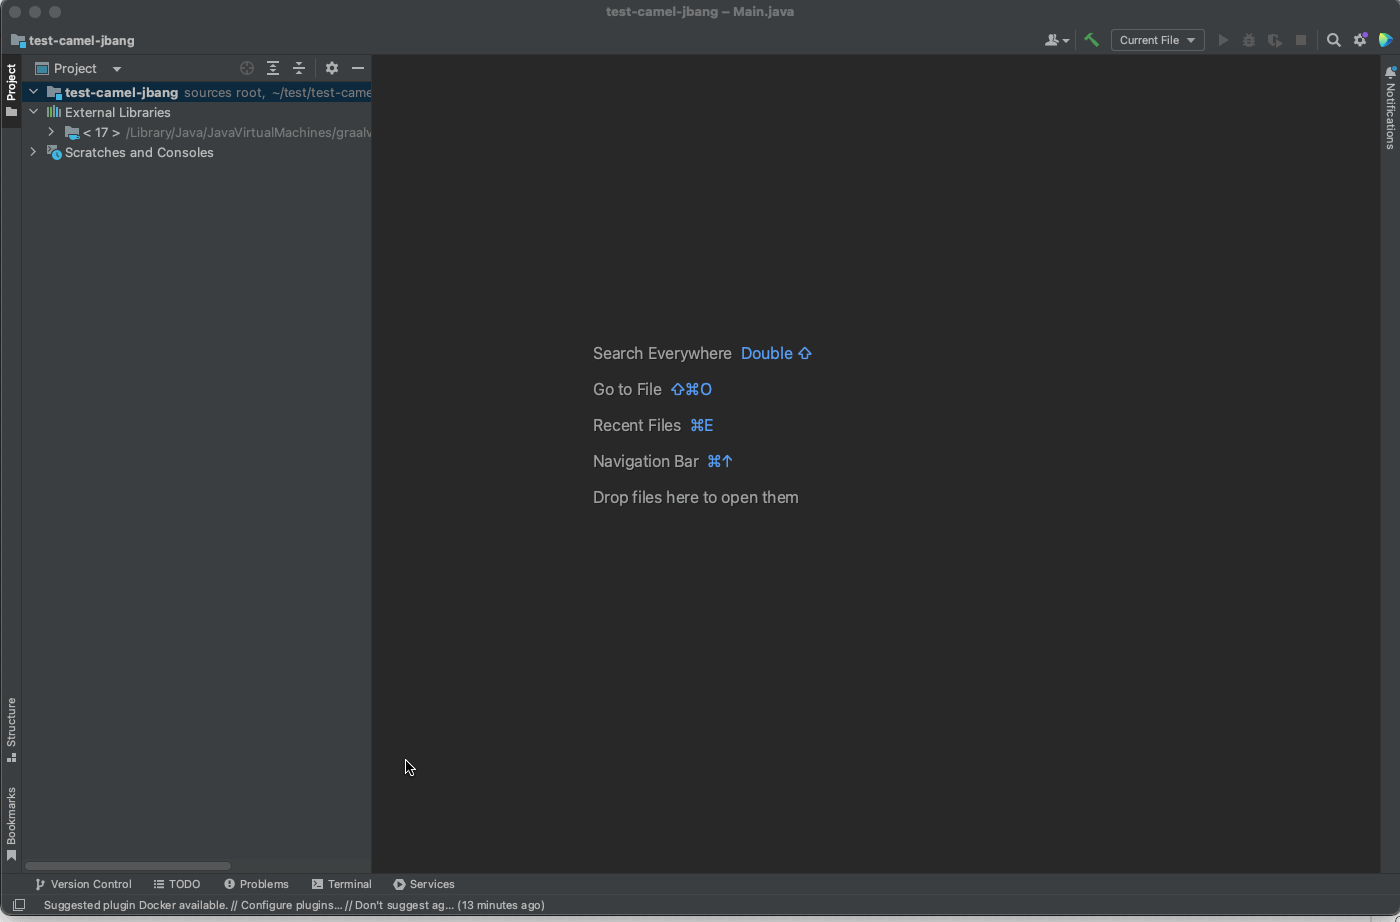 test-camel-jbang – Main.java
test-camel-jbang
Current File
Project
Project
test-camel-jbang sources root, ~/test/test-came
External Libraries
< 17 > /Library/Java/JavaVirtualMachines/graalv
Scratches and Consoles
Notifications
Search Everywhere Double ⇧
Go to File ⇧⌘O
Recent Files ⌘E
Navigation Bar ⌘↑
Drop files here to open them
Structure
Bookmarks
Version Control TODO Problems Terminal Services
Suggested plugin Docker available. // Configure plugins... // Don't suggest ag... (13 minutes ago)